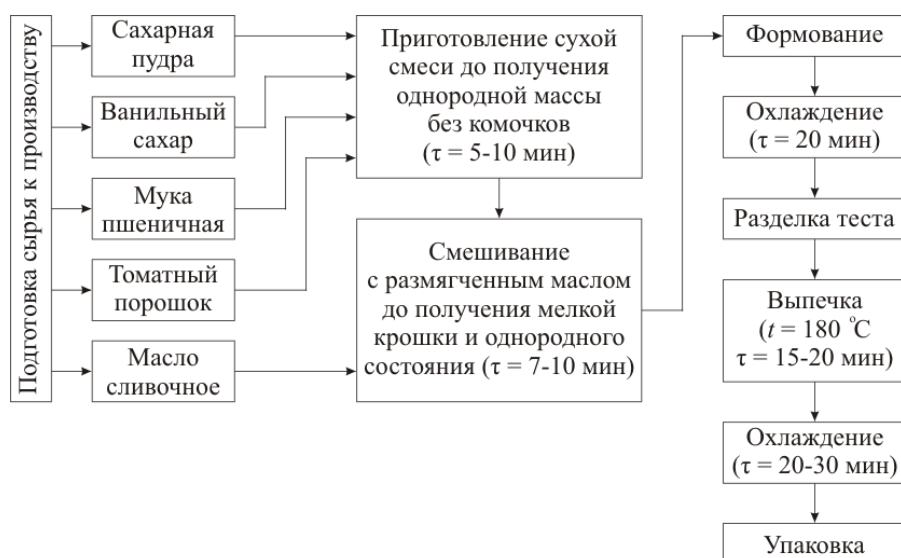 Подготовка сырья к производству
Сахарная
пудра
Ванильный
сахар
Мука
пшеничная
Томатный
порошок
Масло
сливочное
Приготовление сухой
смеси до получения
однородной массы
без комочков
(τ = 5-10 мин)
Смешивание
с размягченным маслом
до получения мелкой
крошки и однородного
состояния (τ = 7-10 мин)
Формование
Охлаждение
(τ = 20 мин)
Разделка теста
Выпечка
(t = 180 °C
τ = 15-20 мин)
Охлаждение
(τ = 20-30 мин)
Упаковка